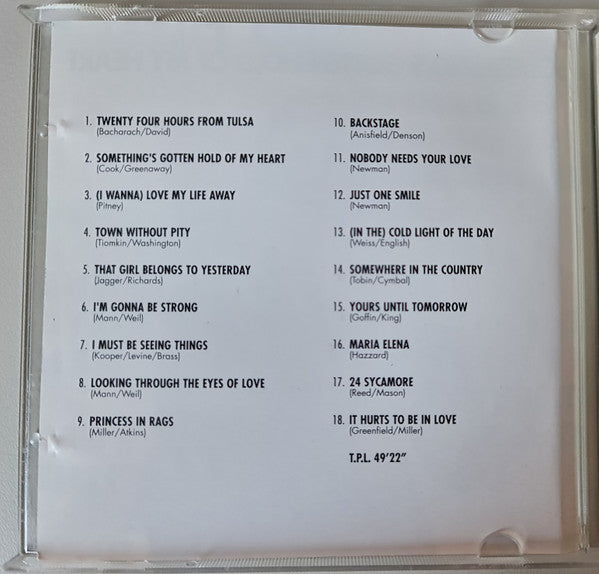 1. TWENTY FOUR HOURS FROM TULSA
(Bacharach/David)
2. SOMETHING'S GOTTEN HOLD OF MY HEART
(Cook/Greenaway)
3. (I WANNA) LOVE MY LIFE AWAY
(Pitney)
4. TOWN WITHOUT PITY
(Tiomkin/Washington)
5. THAT GIRL BELONGS TO YESTERDAY
(Jagger/Richards)
6. I'M GONNA BE STRONG
(Mann/Weil)
7. I MUST BE SEEING THINGS
(Kooper/Levine/Brass)
8. LOOKING THROUGH THE EYES OF LOVE
(Mann/Weil)
9. PRINCESS IN RAGS
(Miller/Atkins)
10. BACKSTAGE
(Anisfield/Denson)
11. NOBODY NEEDS YOUR LOVE
(Newman)
12. JUST ONE SMILE
(Newman)
13. (IN THE) COLD LIGHT OF THE DAY
(Weiss/English)
14. SOMEWHERE IN THE COUNTRY
(Tobin/Cymbal)
15. YOURS UNTIL TOMORROW
(Goffin/King)
16. MARIA ELENA
(Hazzard)
17. 24 SYCAMORE
(Reed/Mason)
18. IT HURTS TO BE IN LOVE
(Greenfield/Miller)
T.P.L. 49'22"